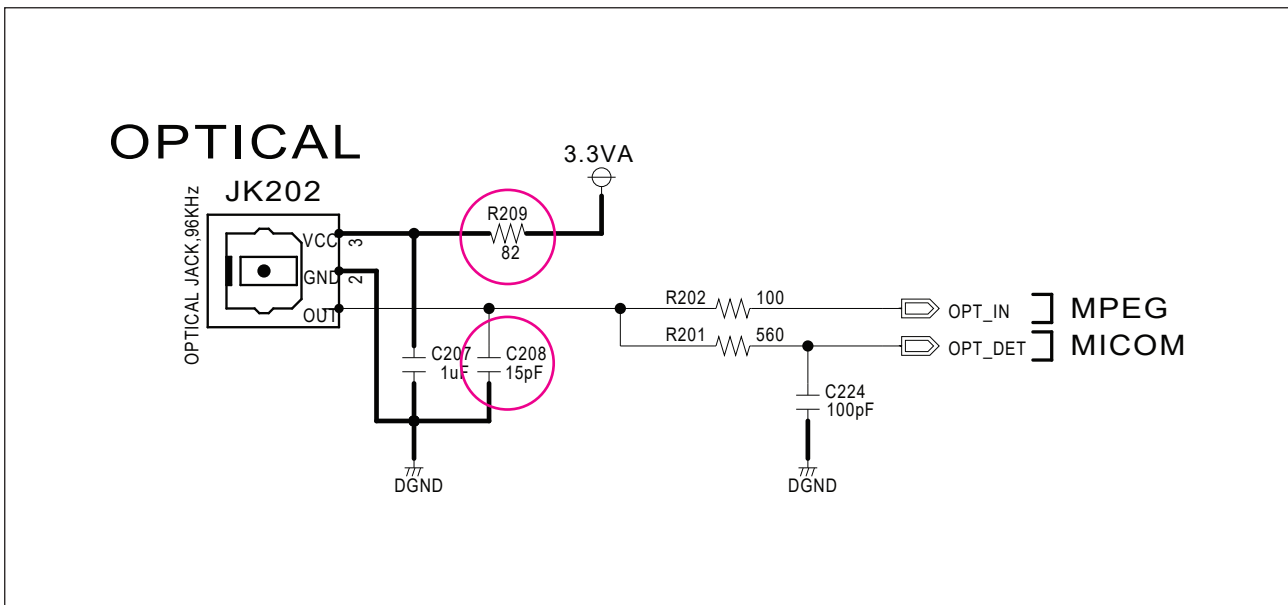 OPTICAL
JK202
OPTICAL JACK,96KHz
VCC
3
GND
2
OUT
3.3VA
R209
82
R202 100
OPT_IN
MPEG
R201 560
OPT_DET
MICOM
C207
1uF
C208
15pF
C224
100pF
DGND
DGND